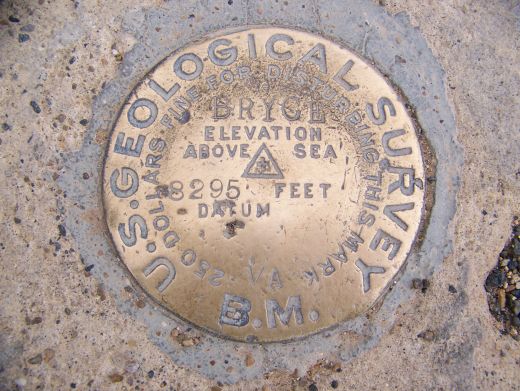 U.S. GEOLOGICAL SURVEY
B.M.
250 DOLLARS FINE FOR DISTURBING THIS MARK
BRYCE
ELEVATION
ABOVE SEA
8295 FEET
DATUM